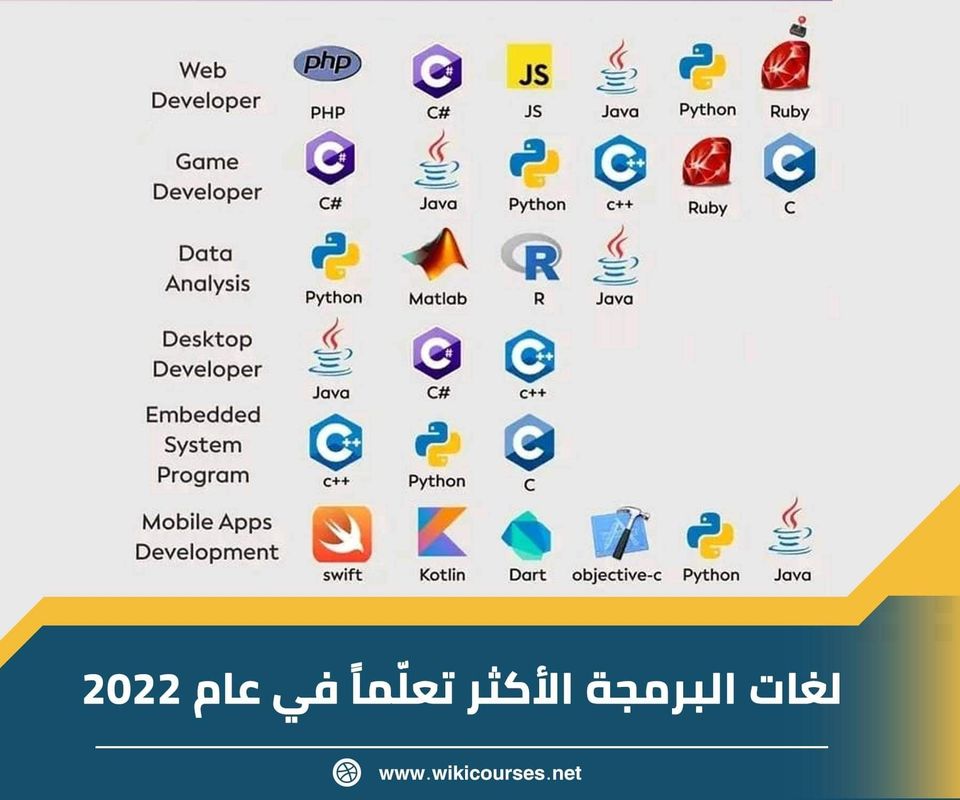 Web
Developer
php
PHP
C#
C#
JS
JS
Java
Python
Ruby
Game
Developer
C#
C#
Java
Python
C++
c++
Ruby
C
C
Data
Analysis
Python
Matlab
R
R
Java
Desktop
Developer
Java
C#
C#
C++
c++
Embedded
System
Program
C++
c++
Python
C
C
Mobile Apps
Development
swift
Kotlin
Dart
objective-c
Python
Java
لغات البرمجة الأكثر تعلّماً في عام 2022
www.wikicourses.net